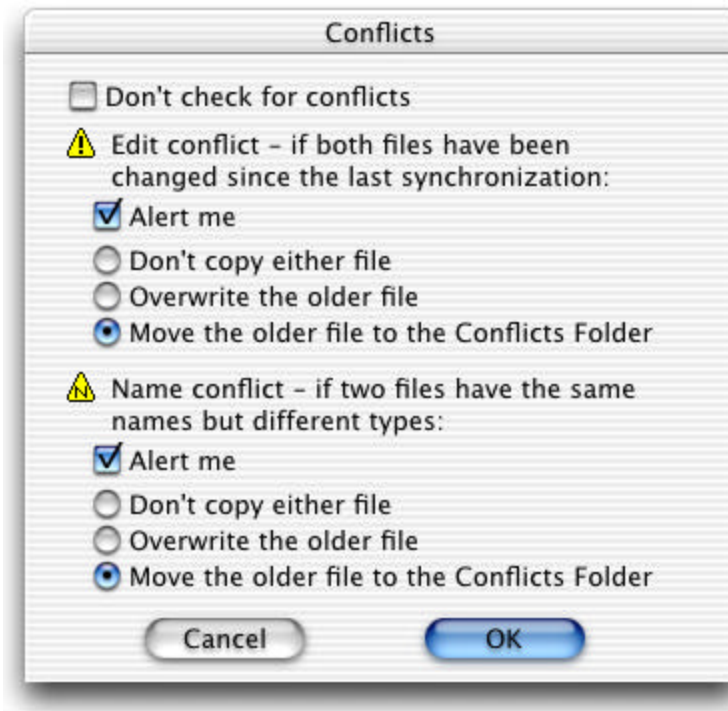 Conflicts
Don't check for conflicts
Edit conflict – if both files have been
changed since the last synchronization:
Alert me
Don't copy either file
Overwrite the older file
Move the older file to the Conflicts Folder
N Name conflict – if two files have the same
names but different types:
Alert me
Don't copy either file
Overwrite the older file
Move the older file to the Conflicts Folder
Cancel OK